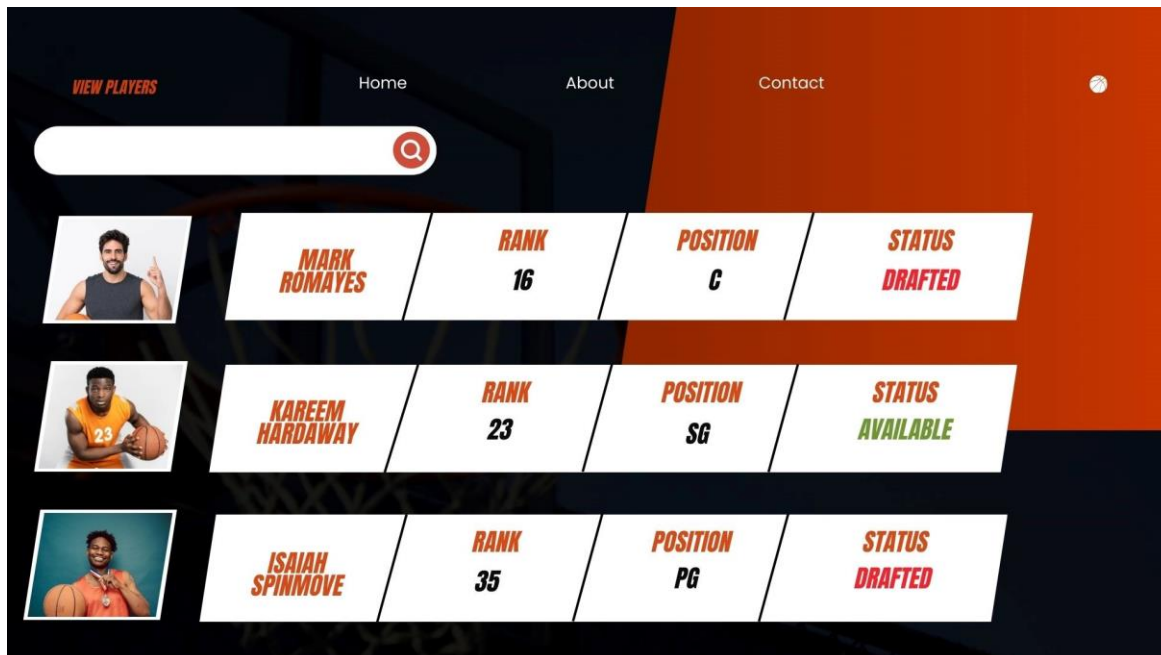 VIEW PLAYERS
Home
About
Contact
MARK
ROMAYES
RANK
16
POSITION
C
STATUS
DRAFTED
23
KAREEM
HARDAWAY
RANK
23
POSITION
SG
STATUS
AVAILABLE
ISAIAH
SPINMOVE
RANK
35
POSITION
PG
STATUS
DRAFTED